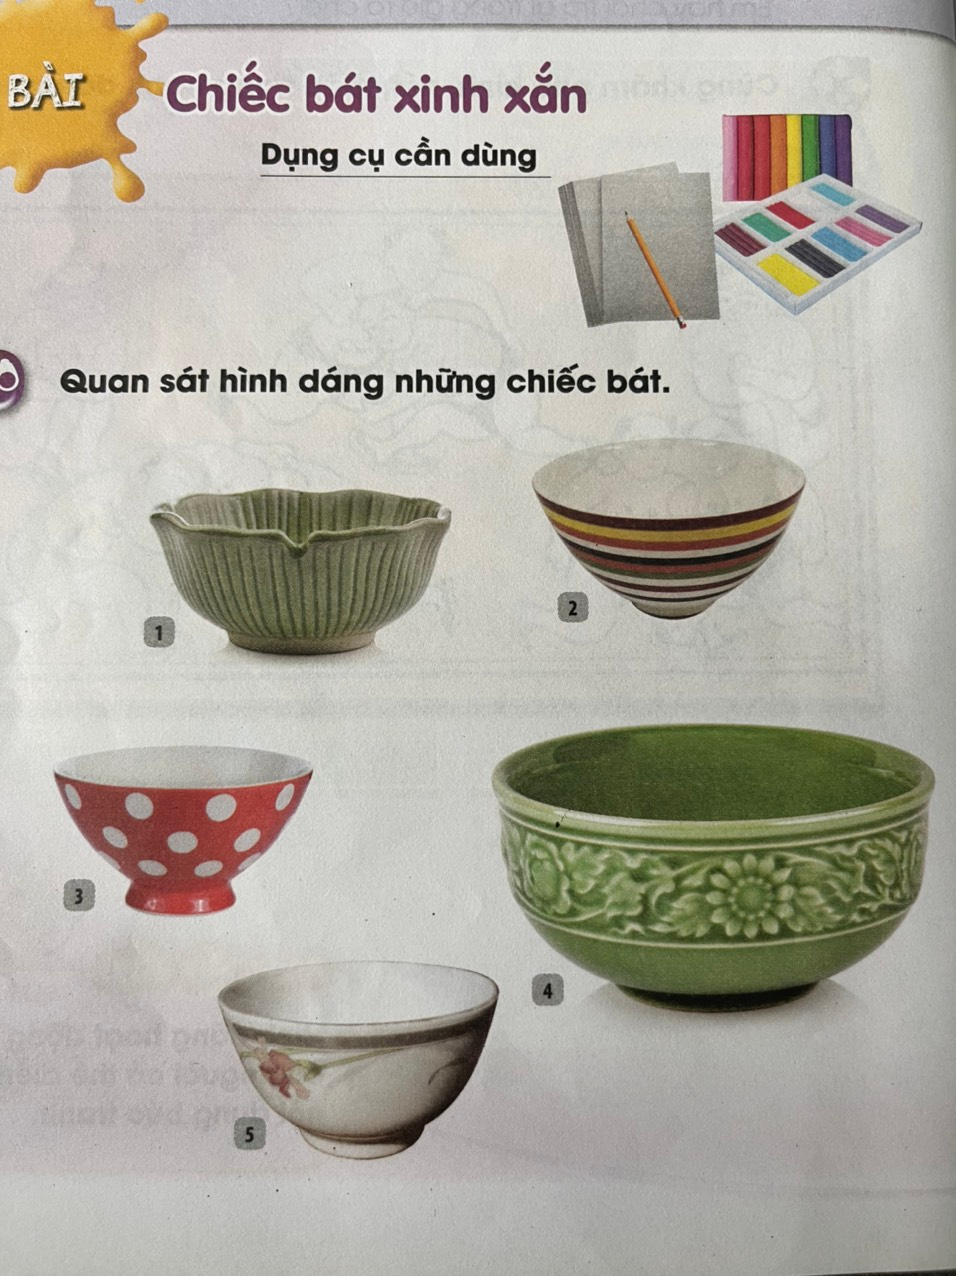 BÀI
Chiếc bát xinh xắn
Dụng cụ cần dùng
Quan sát hình dáng những chiếc bát.
1
2
3
4
5